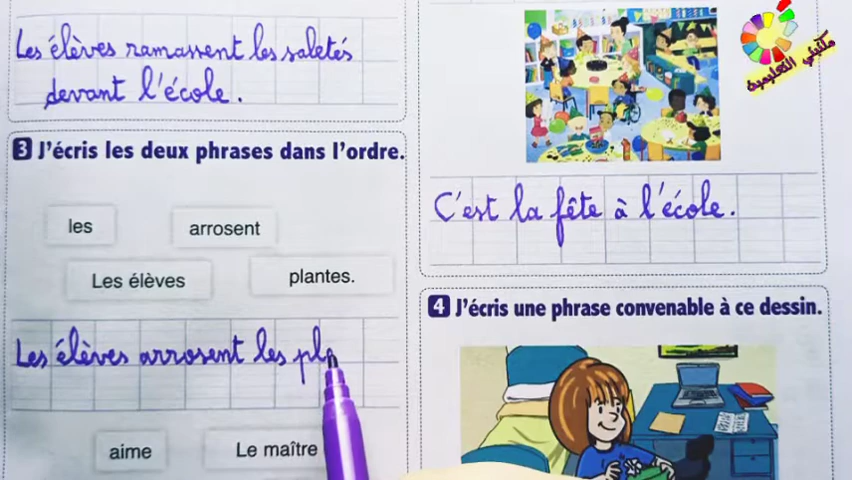 Les élèves ramassent les saletés
devant l'école.
3 J'écris les deux phrases dans l'ordre.
les
arrosent
Les élèves
plantes.
Les élèves arrosent les pl
aime
Le maître
مكتبتي التعليمية
C'est la fête à l'école.
4 J'écris une phrase convenable à ce dessin.